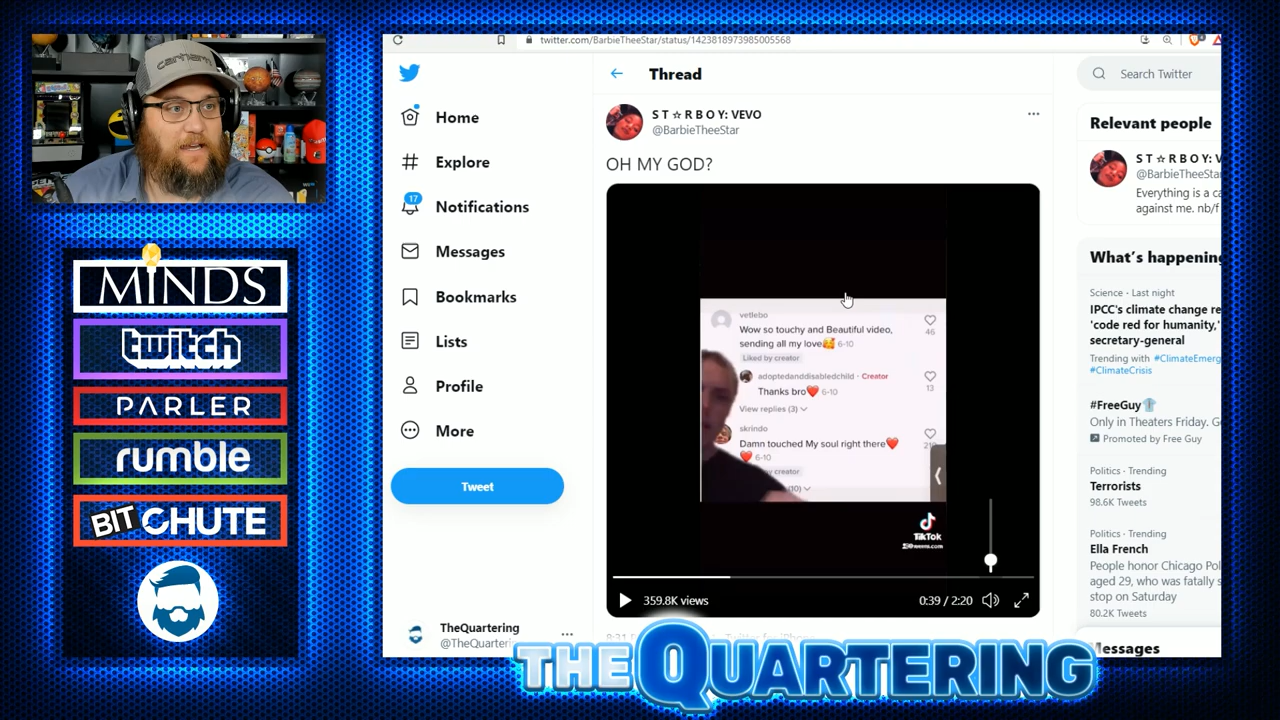 carhartt
MINDS
twitch
PARLER
rumble
BIT CHUTE
twitter.com/BarbieTheeStar/status/1423818973985005568
Home
Explore
17
Notifications
Messages
Bookmarks
Lists
Profile
More
Tweet
TheQuartering
@TheQuarterin
Thread
S T ☆ R B O Y: VEVO
@BarbieTheeStar
OH MY GOD?
vetlebo
Wow so touchy and Beautiful video,
sending all my love🥰 6-10
46
Liked by creator
adoptedanddisabledchild · Creator
Thanks bro❤️ 6-10
13
View replies (3)
skrindo
Damn touched My soul right there❤️
❤️ 6-10
by creator
(10)
TikTok
359.8K views
0:39 / 2:20
Search Twitter
Relevant people
S T ☆ R B O Y: V
@BarbieTheeStar
Everything is a ca
against me. nb/f
What's happening
Science · Last night
IPCC's climate change re
'code red for humanity,'
secretary-general
Trending with #ClimateEmerg
#ClimateCrisis
#FreeGuy
Only in Theaters Friday. G
Promoted by Free Guy
Politics · Trending
Terrorists
98.6K Tweets
Politics · Trending
Ella French
People honor Chicago Pol
aged 29, who was fatally s
stop on Saturday
80.2K Tweets
Messages
THE QUARTERING